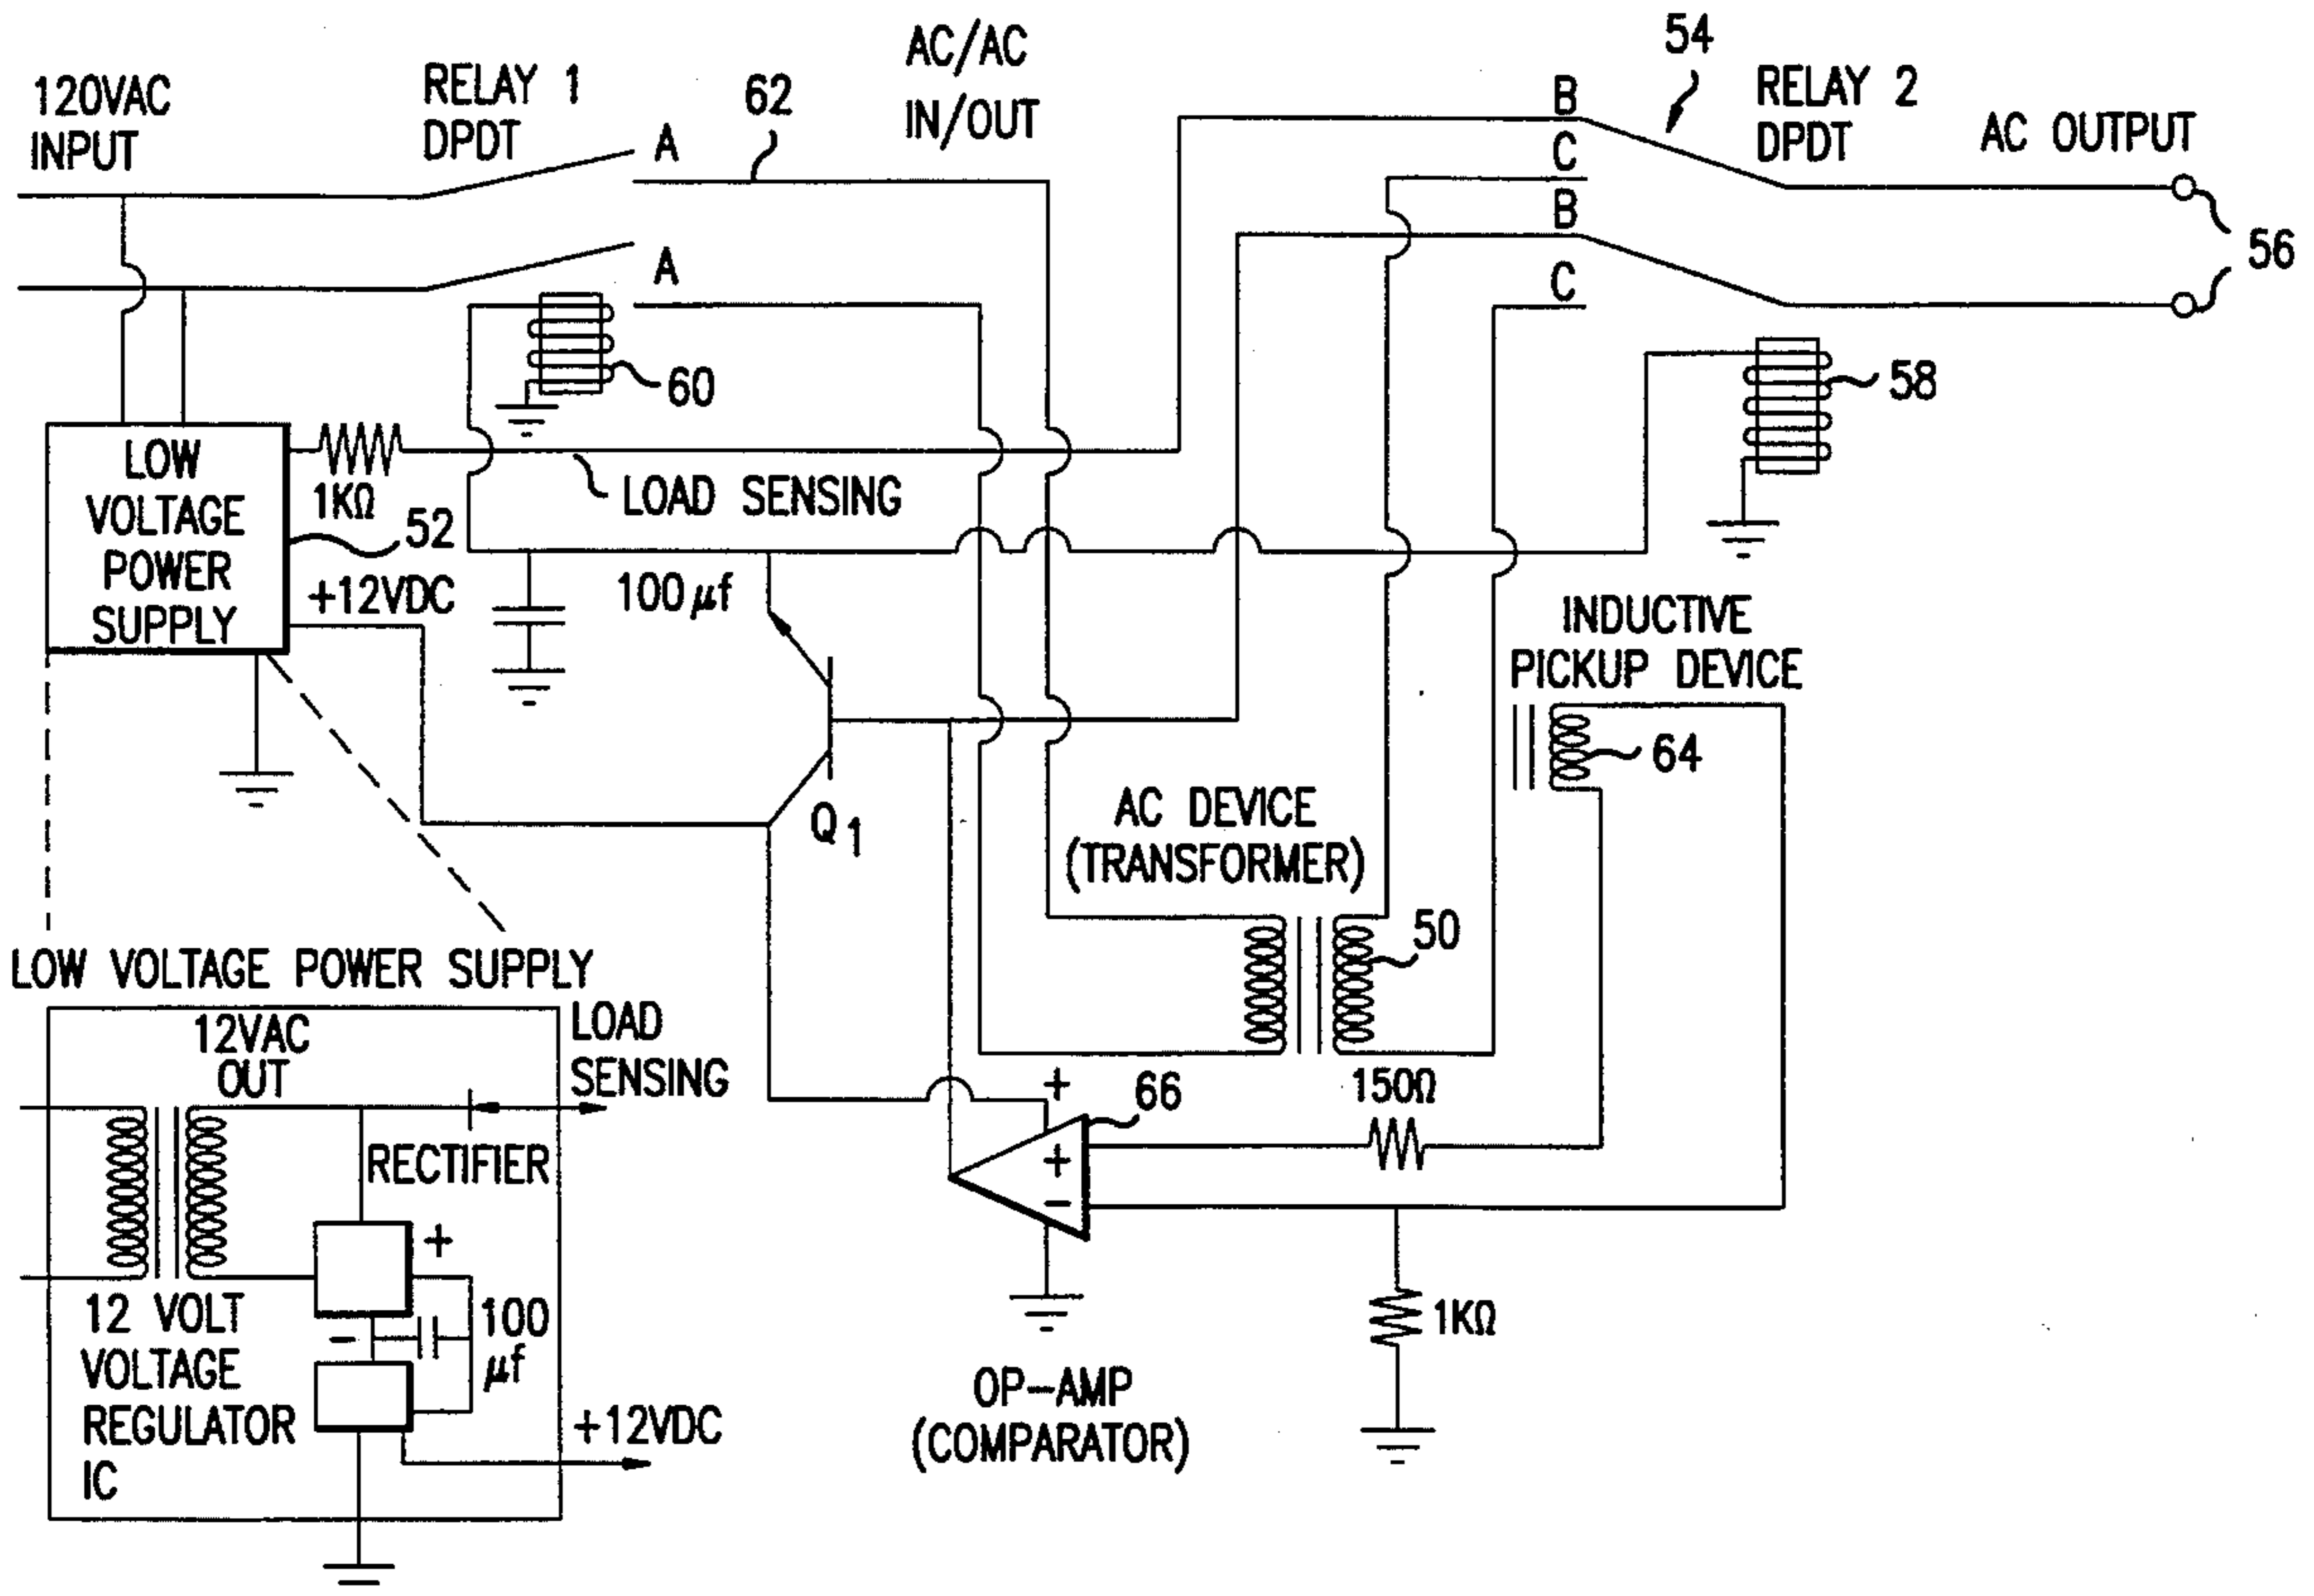 120VAC
INPUT
RELAY 1
DPDT
A
A
62
AC/AC
IN/OUT
B
C
B
C
54
RELAY 2
DPDT
AC OUTPUT
56
60
58
LOW
VOLTAGE
POWER
SUPPLY
1KΩ
52
LOAD SENSING
+12VDC
100μf
Q1
INDUCTIVE
PICKUP DEVICE
64
AC DEVICE
(TRANSFORMER)
50
LOW VOLTAGE POWER SUPPLY
12VAC
OUT
LOAD
SENSING
RECTIFIER
+
-
100
μf
12 VOLT
VOLTAGE
REGULATOR
IC
+12VDC
+
66
+
-
150Ω
1KΩ
OP-AMP
(COMPARATOR)